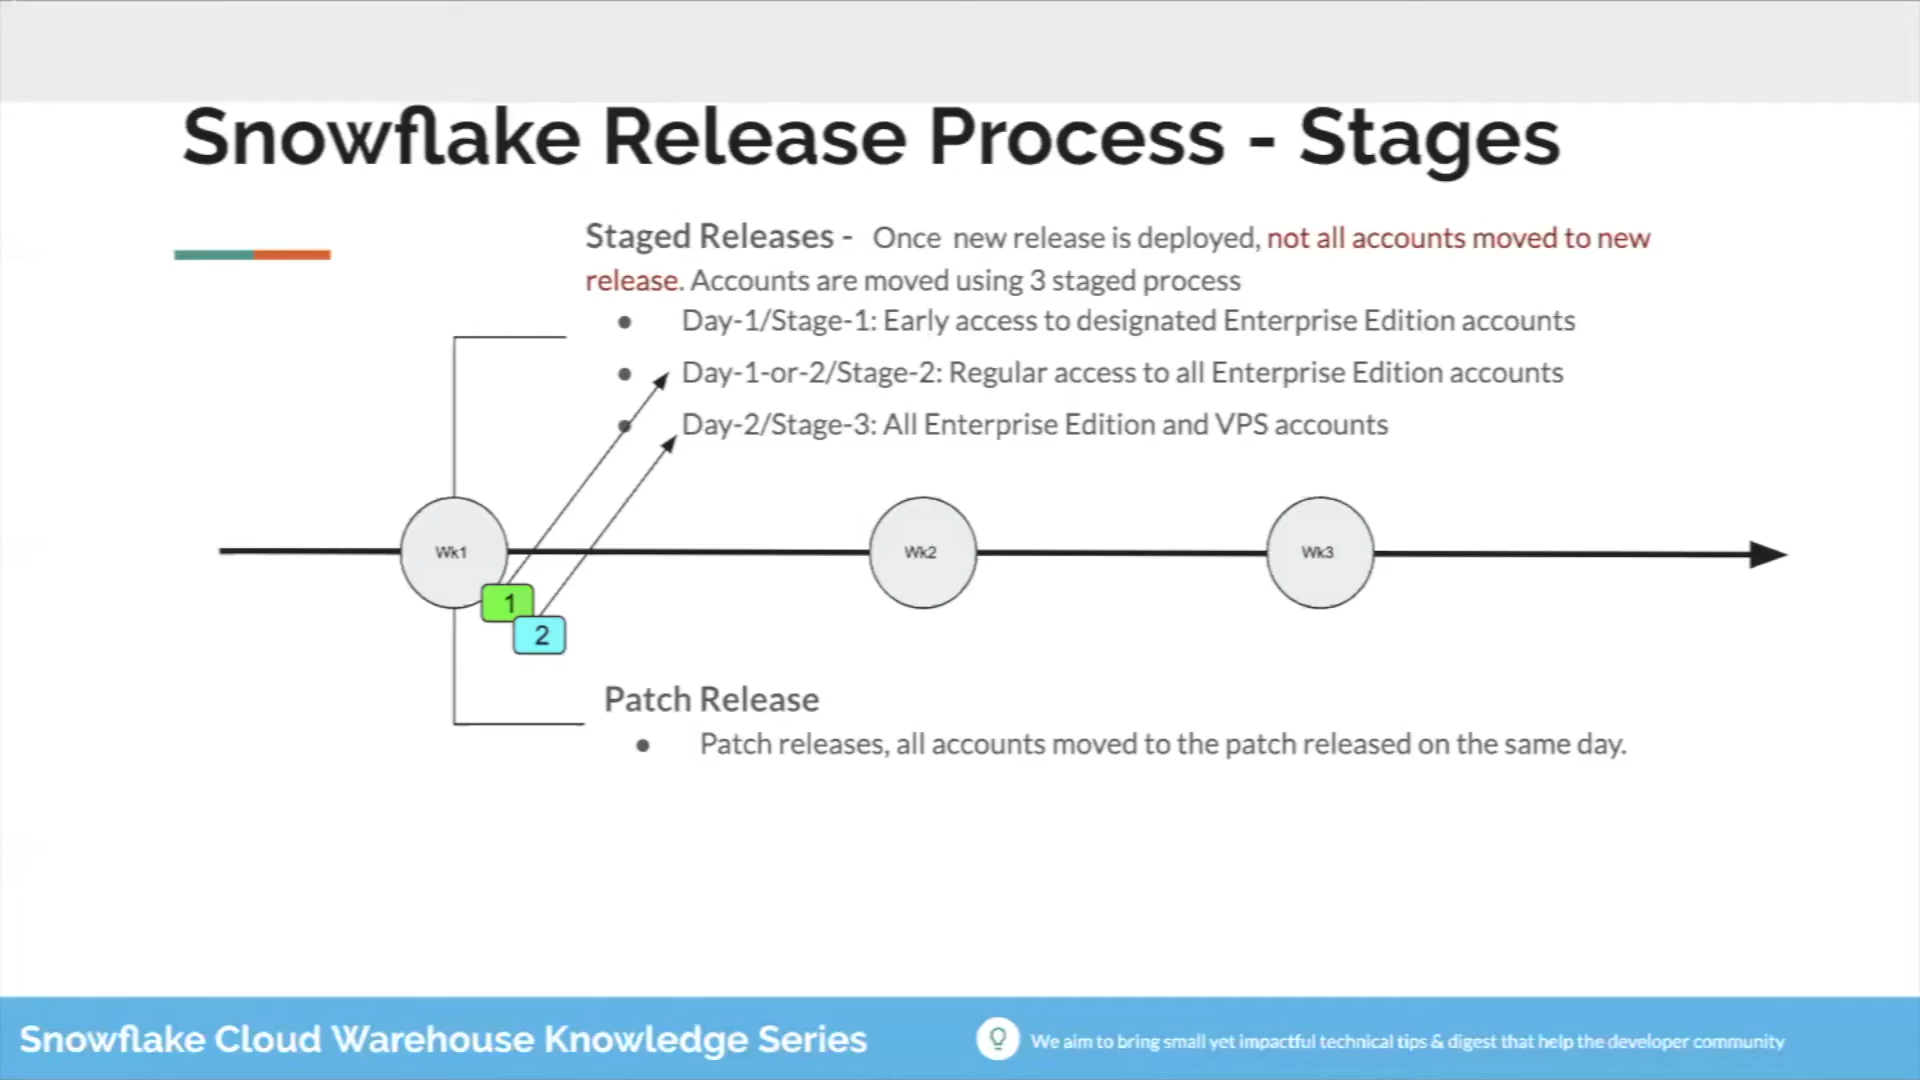 Snowflake Release Process - Stages
Staged Releases - Once new release is deployed, not all accounts moved to new
release. Accounts are moved using 3 staged process
● Day-1/Stage-1: Early access to designated Enterprise Edition accounts
● Day-1-or-2/Stage-2: Regular access to all Enterprise Edition accounts
● Day-2/Stage-3: All Enterprise Edition and VPS accounts
Wk1
Wk2
Wk3
1
2
Patch Release
● Patch releases, all accounts moved to the patch released on the same day.
Snowflake Cloud Warehouse Knowledge Series
We aim to bring small yet impactful technical tips & digest that help the developer community